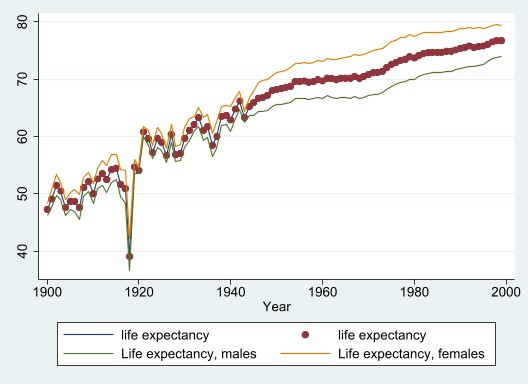 80
70
60
50
40
1900 1920 1940 1960 1980 2000
Year
life expectancy life expectancy
Life expectancy, males Life expectancy, females